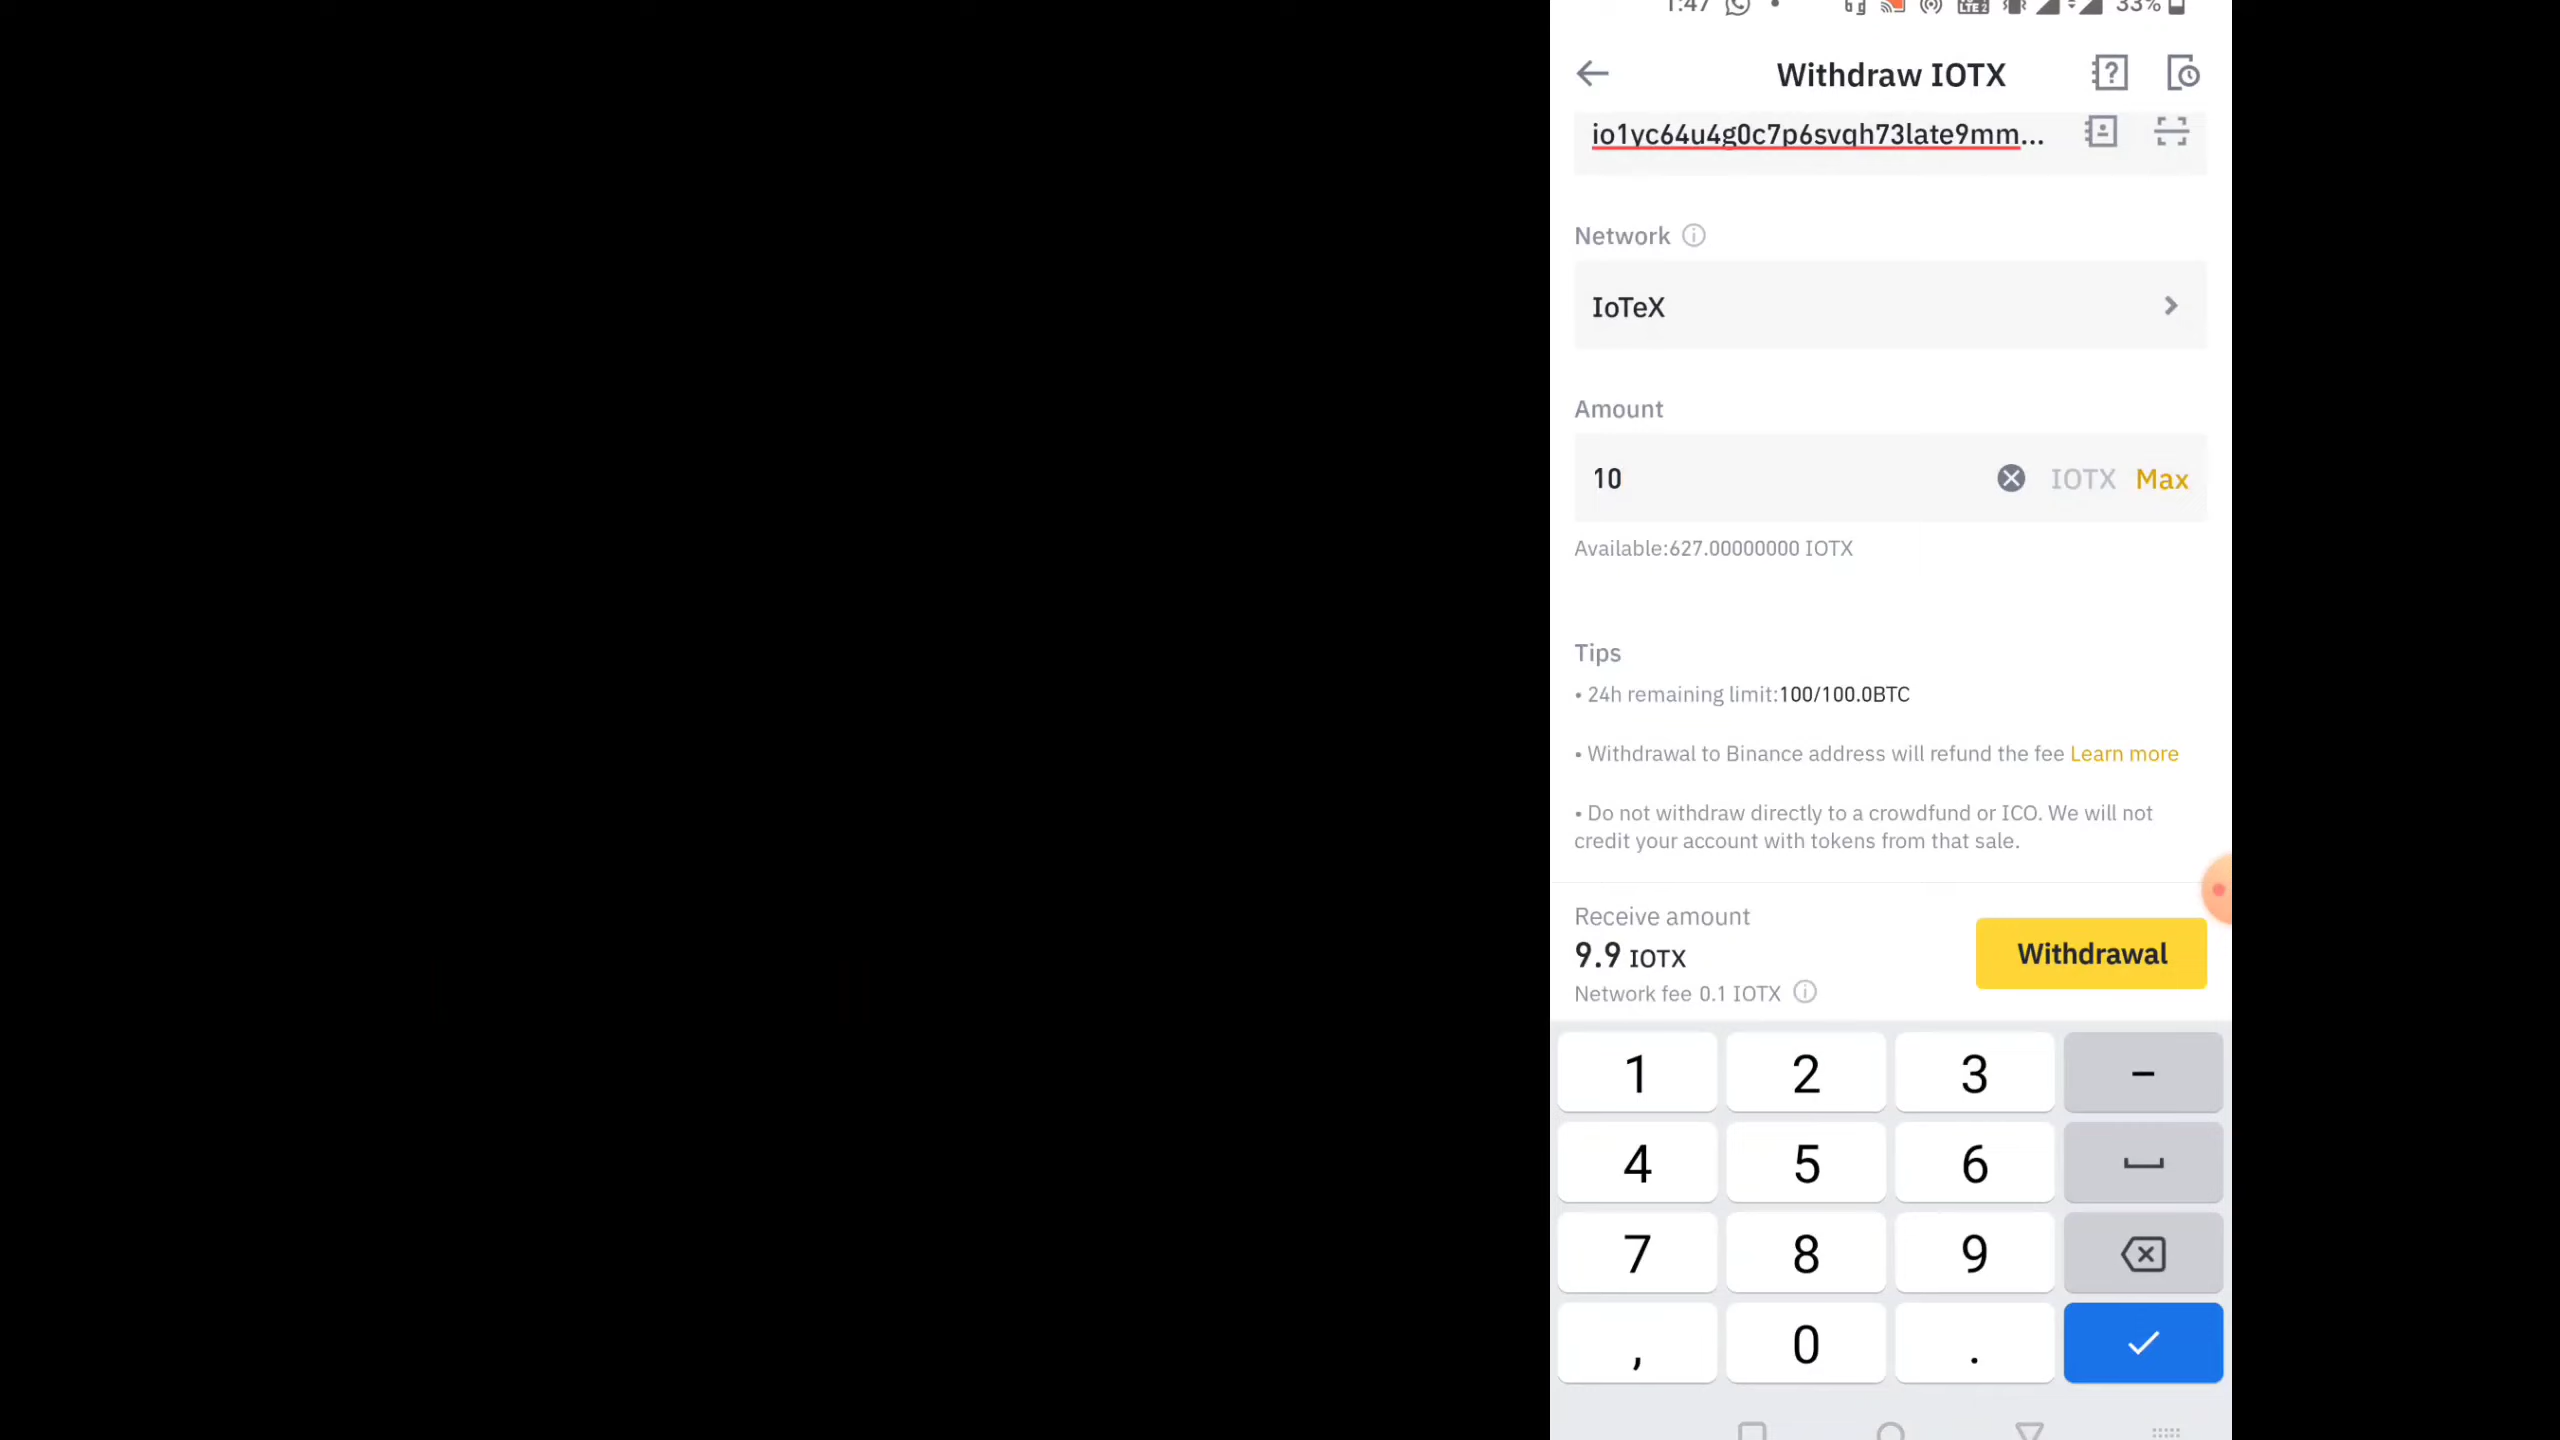 1:47 33%
Withdraw IOTX
io1yc64u4g0c7p6svqh73late9mm...
Network
IoTeX
Amount
10 IOTX Max
Available:627.00000000 IOTX
Tips
• 24h remaining limit:100/100.0BTC
• Withdrawal to Binance address will refund the fee Learn more
• Do not withdraw directly to a crowdfund or ICO. We will not
credit your account with tokens from that sale.
Receive amount
9.9 IOTX
Withdrawal
Network fee 0.1 IOTX
1 2 3 –
4 5 6
7 8 9
, 0 .